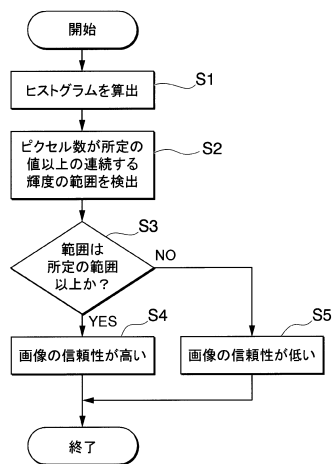 開始
S1
ヒストグラムを算出
S2
ピクセル数が所定の
値以上の連続する
輝度の範囲を検出
S3
範囲は
所定の範囲
以上か？
NO
YES
S4
画像の信頼性が高い
S5
画像の信頼性が低い
終了